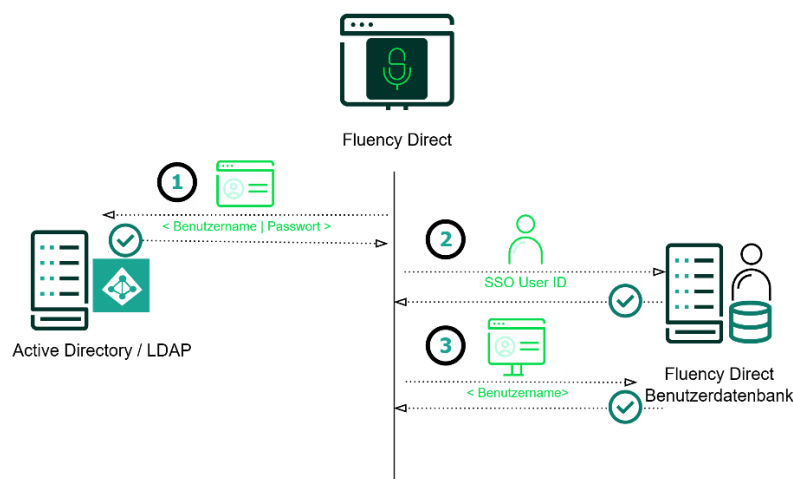 Fluency Direct
1
< Benutzername | Passwort >
Active Directory / LDAP
2
SSO User ID
3
< Benutzername>
Fluency Direct
Benutzerdatenbank